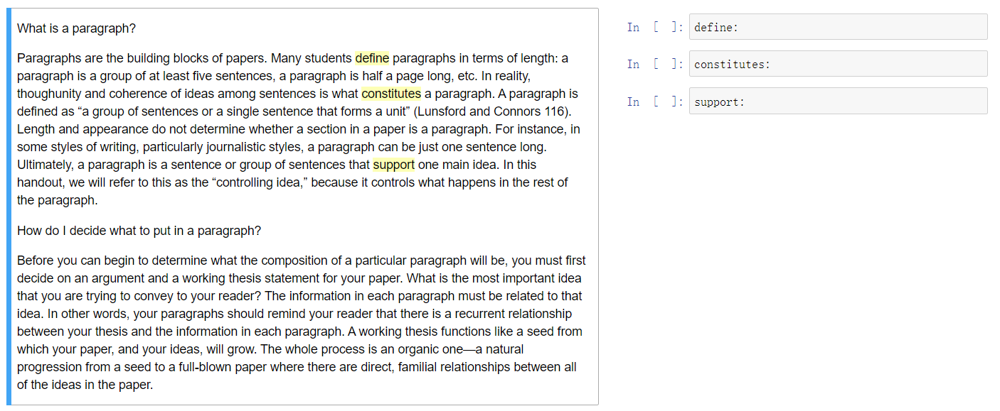 What is a paragraph?
Paragraphs are the building blocks of papers. Many students define paragraphs in terms of length: a
paragraph is a group of at least five sentences, a paragraph is half a page long, etc. In reality,
thoughunity and coherence of ideas among sentences is what constitutes a paragraph. A paragraph is
defined as “a group of sentences or a single sentence that forms a unit” (Lunsford and Connors 116).
Length and appearance do not determine whether a section in a paper is a paragraph. For instance, in
some styles of writing, particularly journalistic styles, a paragraph can be just one sentence long.
Ultimately, a paragraph is a sentence or group of sentences that support one main idea. In this
handout, we will refer to this as the “controlling idea,” because it controls what happens in the rest of
the paragraph.
How do I decide what to put in a paragraph?
Before you can begin to determine what the composition of a particular paragraph will be, you must first
decide on an argument and a working thesis statement for your paper. What is the most important idea
that you are trying to convey to your reader? The information in each paragraph must be related to that
idea. In other words, your paragraphs should remind your reader that there is a recurrent relationship
between your thesis and the information in each paragraph. A working thesis functions like a seed from
which your paper, and your ideas, will grow. The whole process is an organic one—a natural
progression from a seed to a full-blown paper where there are direct, familial relationships between all
of the ideas in the paper.
In [ ]: define:
In [ ]: constitutes:
In [ ]: support: